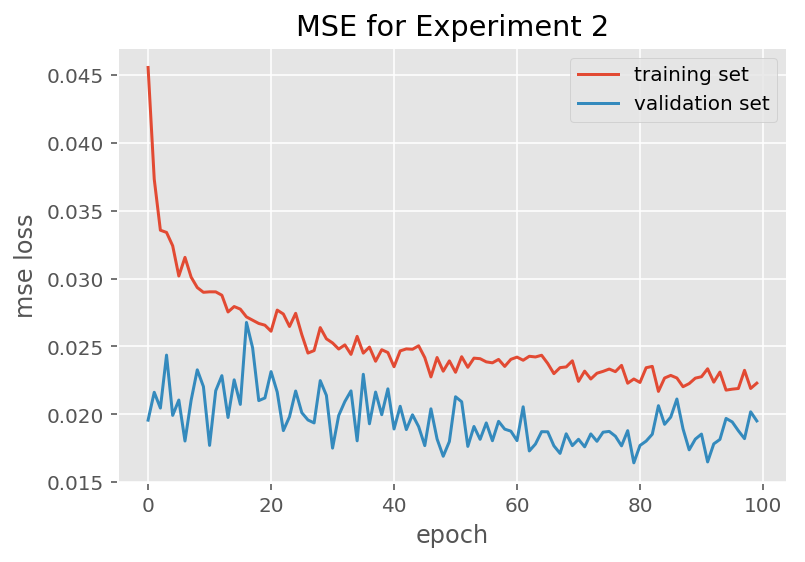 MSE for Experiment 2
training set
validation set
mse loss
0.045
0.040
0.035
0.030
0.025
0.020
0.015
0
20
40
60
80
100
epoch